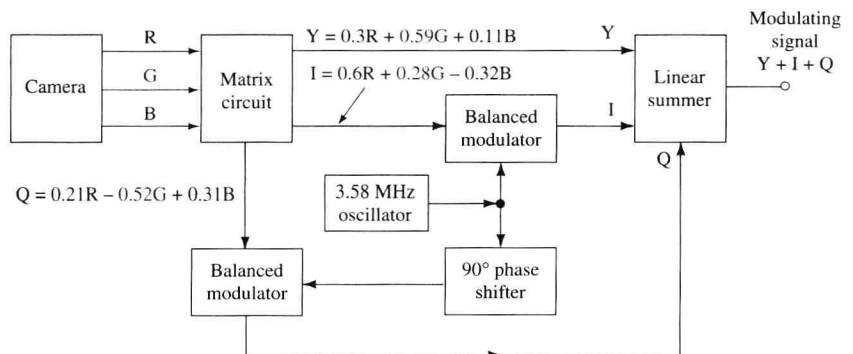 Camera
R
G
B
Matrix
circuit
Y = 0.3R + 0.59G + 0.11B
I = 0.6R + 0.28G – 0.32B
Q = 0.21R – 0.52G + 0.31B
Balanced
modulator
3.58 MHz
oscillator
90° phase
shifter
Balanced
modulator
Y
I
Q
Linear
summer
Modulating
signal
Y + I + Q